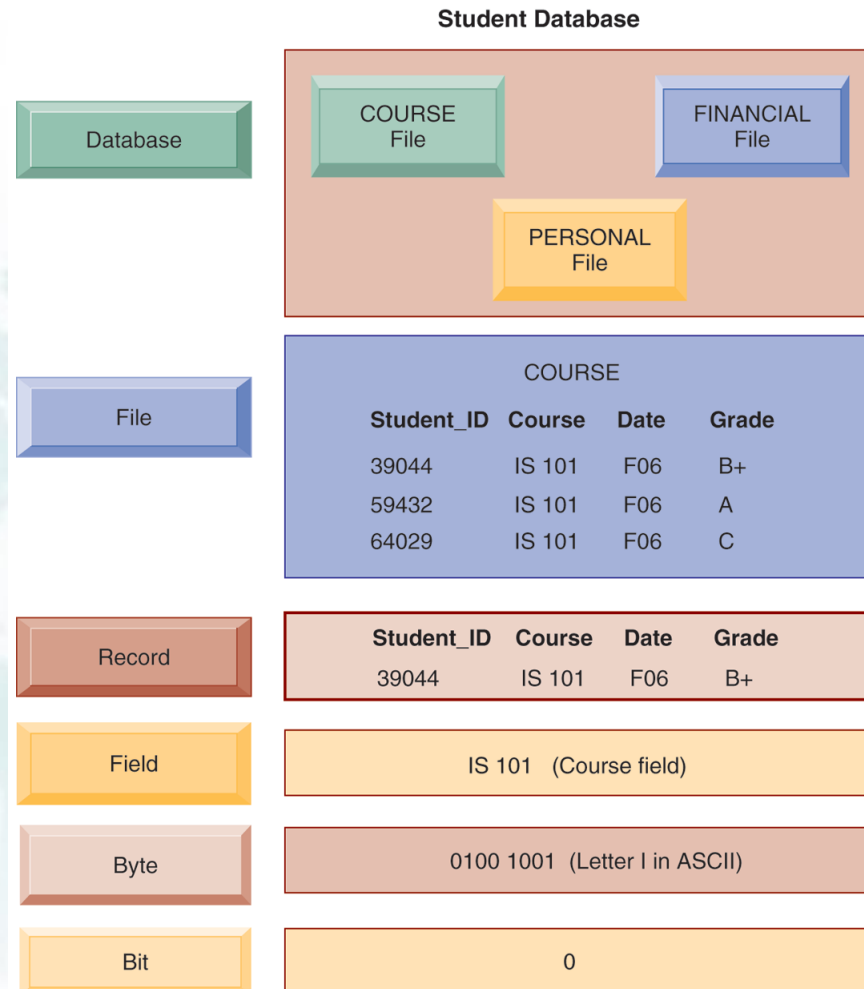 Student Database
Database
COURSE
File
FINANCIAL
File
PERSONAL
File
File
COURSE
Student_ID Course Date Grade
39044 IS 101 F06 B+
59432 IS 101 F06 A
64029 IS 101 F06 C
Record
Student_ID Course Date Grade
39044 IS 101 F06 B+
Field
IS 101 (Course field)
Byte
0100 1001 (Letter I in ASCII)
Bit
0